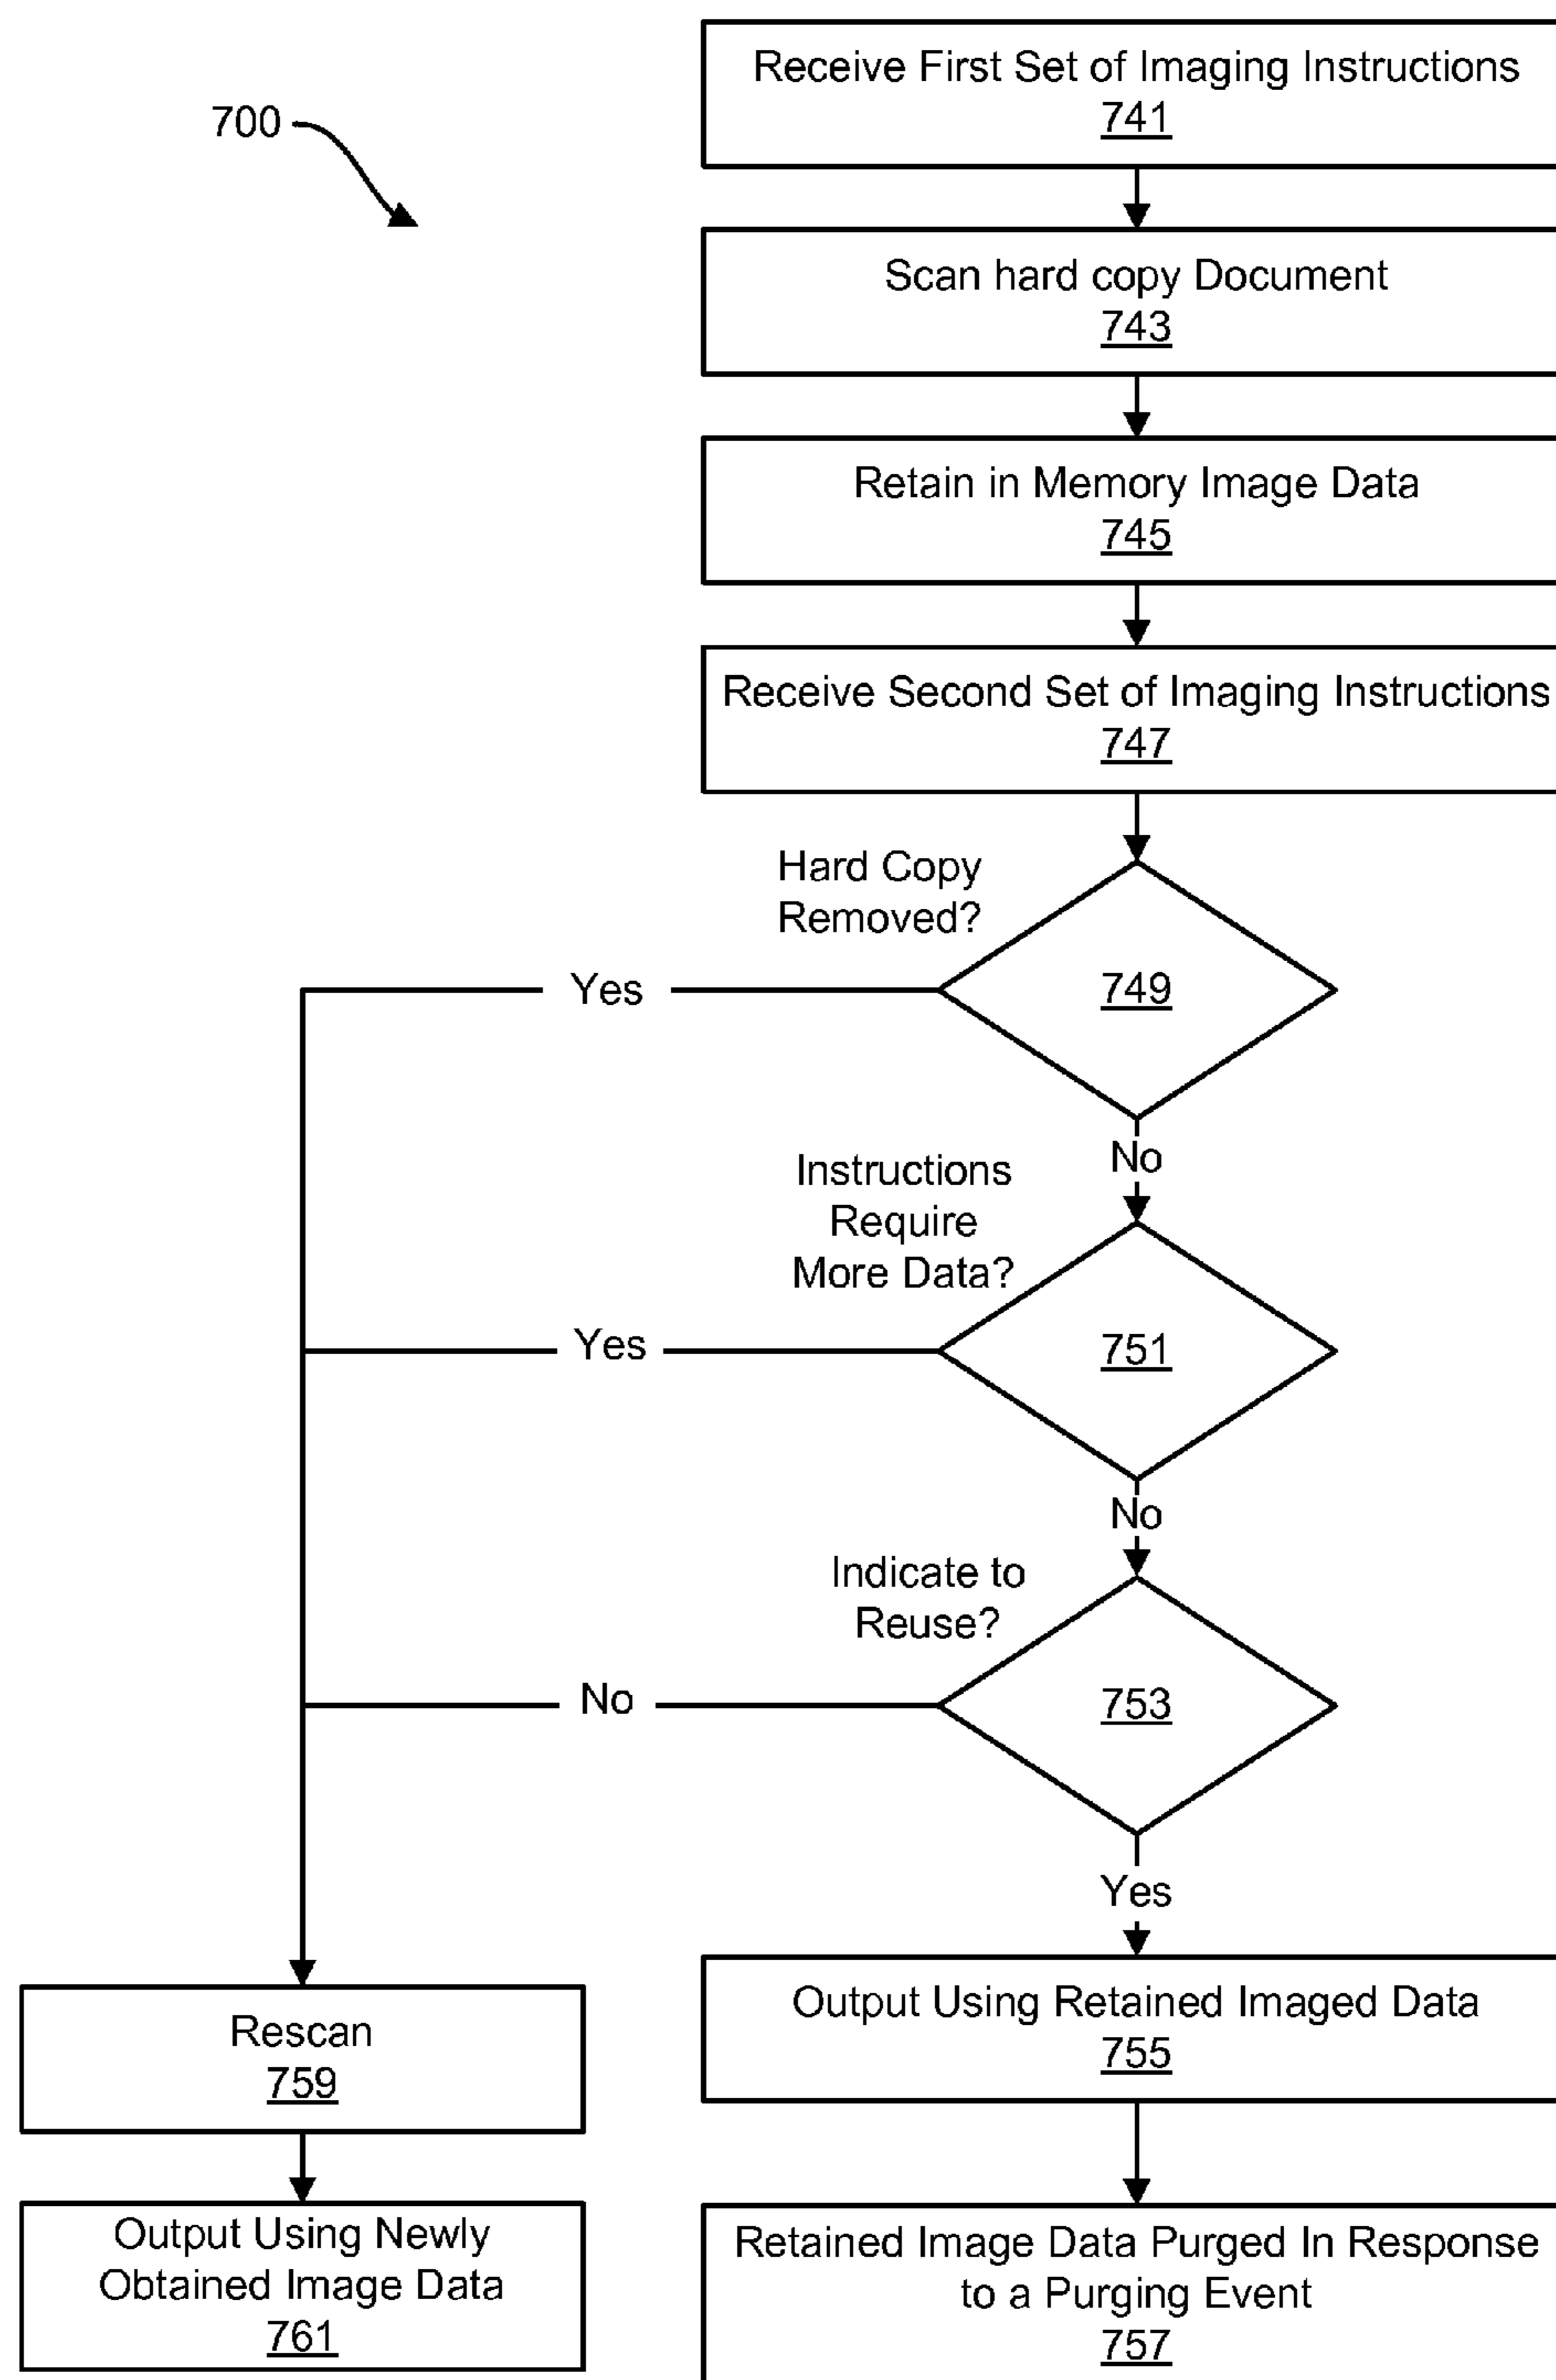 Receive First Set of Imaging Instructions
741
700
Scan hard copy Document
743
Retain in Memory Image Data
745
Receive Second Set of Imaging Instructions
747
Hard Copy
Removed?
749
Yes
No
Instructions
Require
More Data?
751
Yes
No
Indicate to
Reuse?
753
No
Yes
Output Using Retained Imaged Data
755
Rescan
759
Output Using Newly
Obtained Image Data
761
Retained Image Data Purged In Response
to a Purging Event
757